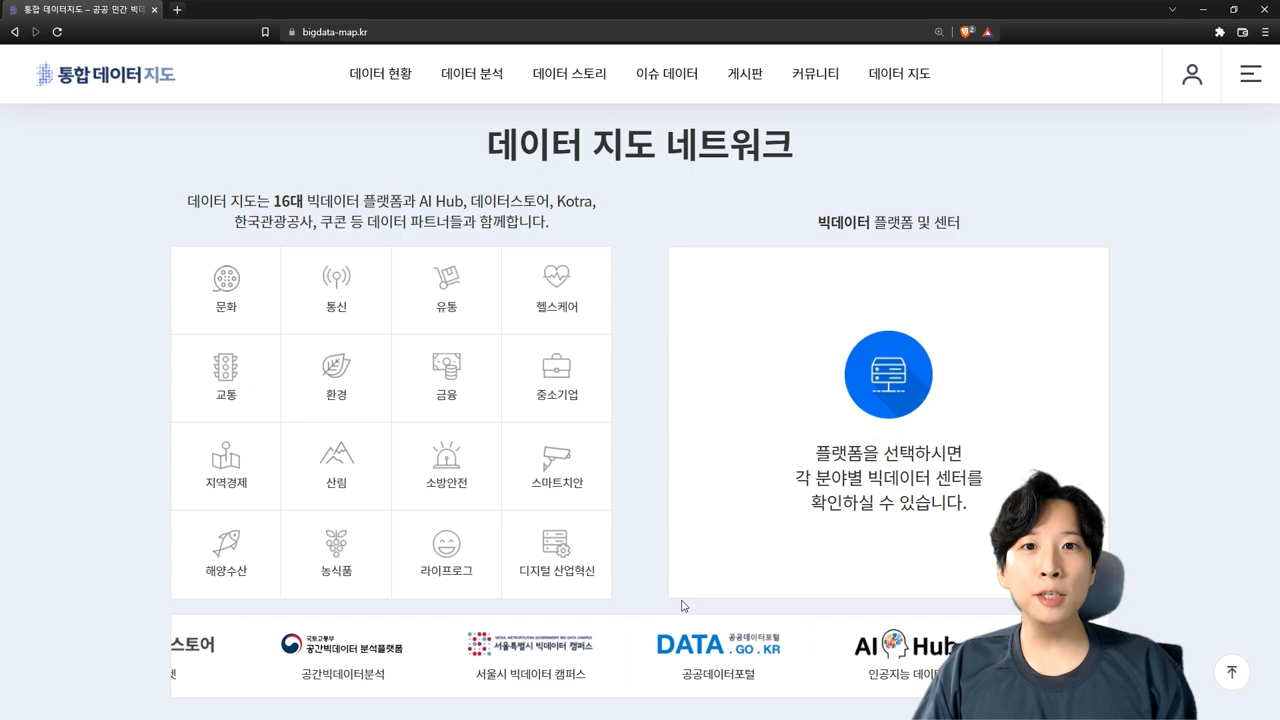 통합 데이터지도 – 공공 민간 빅데
bigdata-map.kr
2
통합 데이터 지도
데이터 현황
데이터 분석
데이터 스토리
이슈 데이터
게시판
커뮤니티
데이터 지도
데이터 지도 네트워크
데이터 지도는 16대 빅데이터 플랫폼과 AI Hub, 데이터스토어, Kotra,
한국관광공사, 쿠콘 등 데이터 파트너들과 함께합니다.
빅데이터 플랫폼 및 센터
문화
통신
유통
헬스케어
교통
환경
금융
중소기업
지역경제
산림
소방안전
스마트치안
해양수산
농식품
라이프로그
디지털 산업혁신
플랫폼을 선택하시면
각 분야별 빅데이터 센터를
확인하실 수 있습니다.
스토어
국토교통부
공간빅데이터 분석플랫폼
공간빅데이터분석
SEOUL METROPOLITAN GOVERNMENT BIG DATA CAMPUS
서울특별시 빅데이터 캠퍼스
서울시 빅데이터 캠퍼스
DATA 공공데이터포털
. GO . KR
공공데이터포털
AI Hub
인공지능 데이